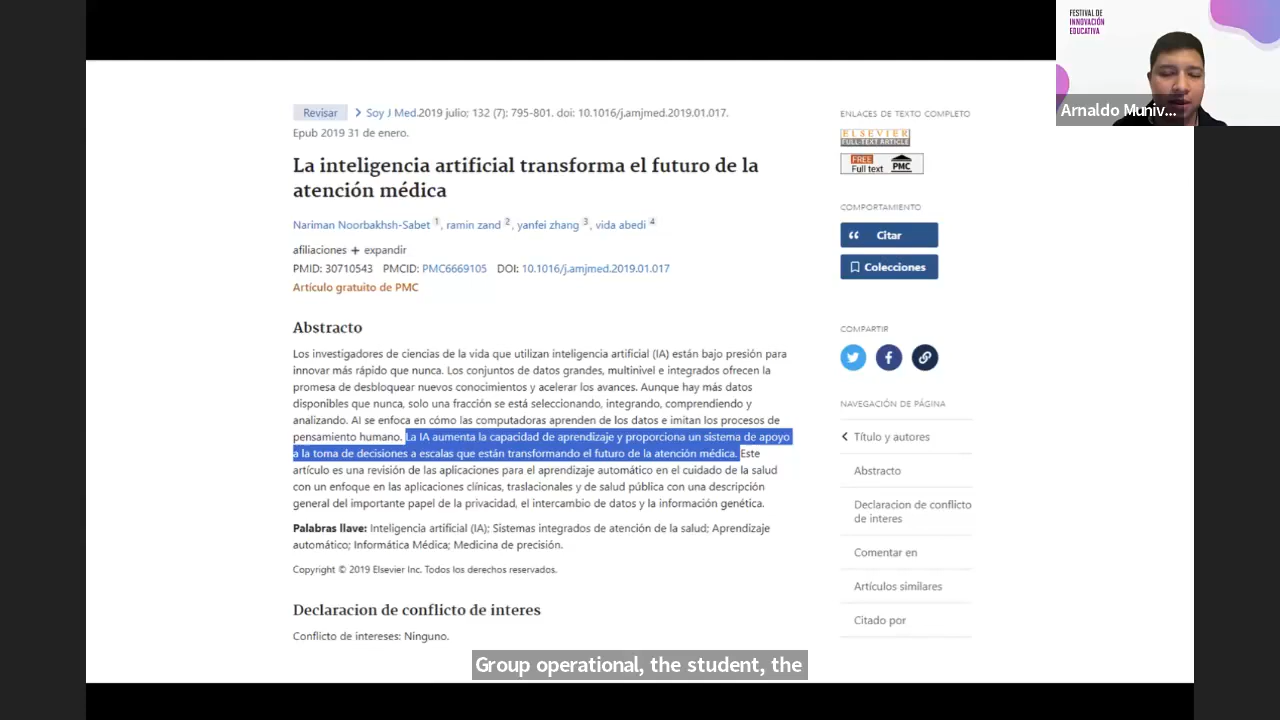 FESTIVAL DE
INNOVACIÓN
EDUCATIVA
Arnaldo Muniv...
Revisar > Soy J Med.2019 julio; 132 (7): 795-801. doi: 10.1016/j.amjmed.2019.01.017.
Epub 2019 31 de enero.
La inteligencia artificial transforma el futuro de la
atención médica
Nariman Noorbakhsh-Sabet 1, ramin zand 2, yanfei zhang 3, vida abedi 4
afiliaciones + expandir
PMID: 30710543 PMCID: PMC6669105 DOI: 10.1016/j.amjmed.2019.01.017
Artículo gratuito de PMC
Abstracto
Los investigadores de ciencias de la vida que utilizan inteligencia artificial (IA) están bajo presión para
innovar más rápido que nunca. Los conjuntos de datos grandes, multinivel e integrados ofrecen la
promesa de desbloquear nuevos conocimientos y acelerar los avances. Aunque hay más datos
disponibles que nunca, solo una fracción se está seleccionando, integrando, comprendiendo y
analizando. AI se enfoca en cómo las computadoras aprenden de los datos e imitan los procesos de
pensamiento humano. La IA aumenta la capacidad de aprendizaje y proporciona un sistema de apoyo
a la toma de decisiones a escalas que están transformando el futuro de la atención médica. Este
artículo es una revisión de las aplicaciones para el aprendizaje automático en el cuidado de la salud
con un enfoque en las aplicaciones clínicas, traslacionales y de salud pública con una descripción
general del importante papel de la privacidad, el intercambio de datos y la información genética.
Palabras llave: Inteligencia artificial (IA); Sistemas integrados de atención de la salud; Aprendizaje
automático; Informática Médica; Medicina de precisión.
Copyright © 2019 Elsevier Inc. Todos los derechos reservados.
Declaracion de conflicto de interes
Conflicto de intereses: Ninguno.
ENLACES DE TEXTO COMPLETO
ELSEVIER
FULL TEXT ARTICLE
FREE
Full text PMC
COMPORTAMIENTO
Citar
Colecciones
COMPARTIR
NAVEGACIÓN DE PÁGINA
Título y autores
Abstracto
Declaracion de conflicto
de interes
Comentar en
Artículos similares
Citado por
Group operational, the student, the